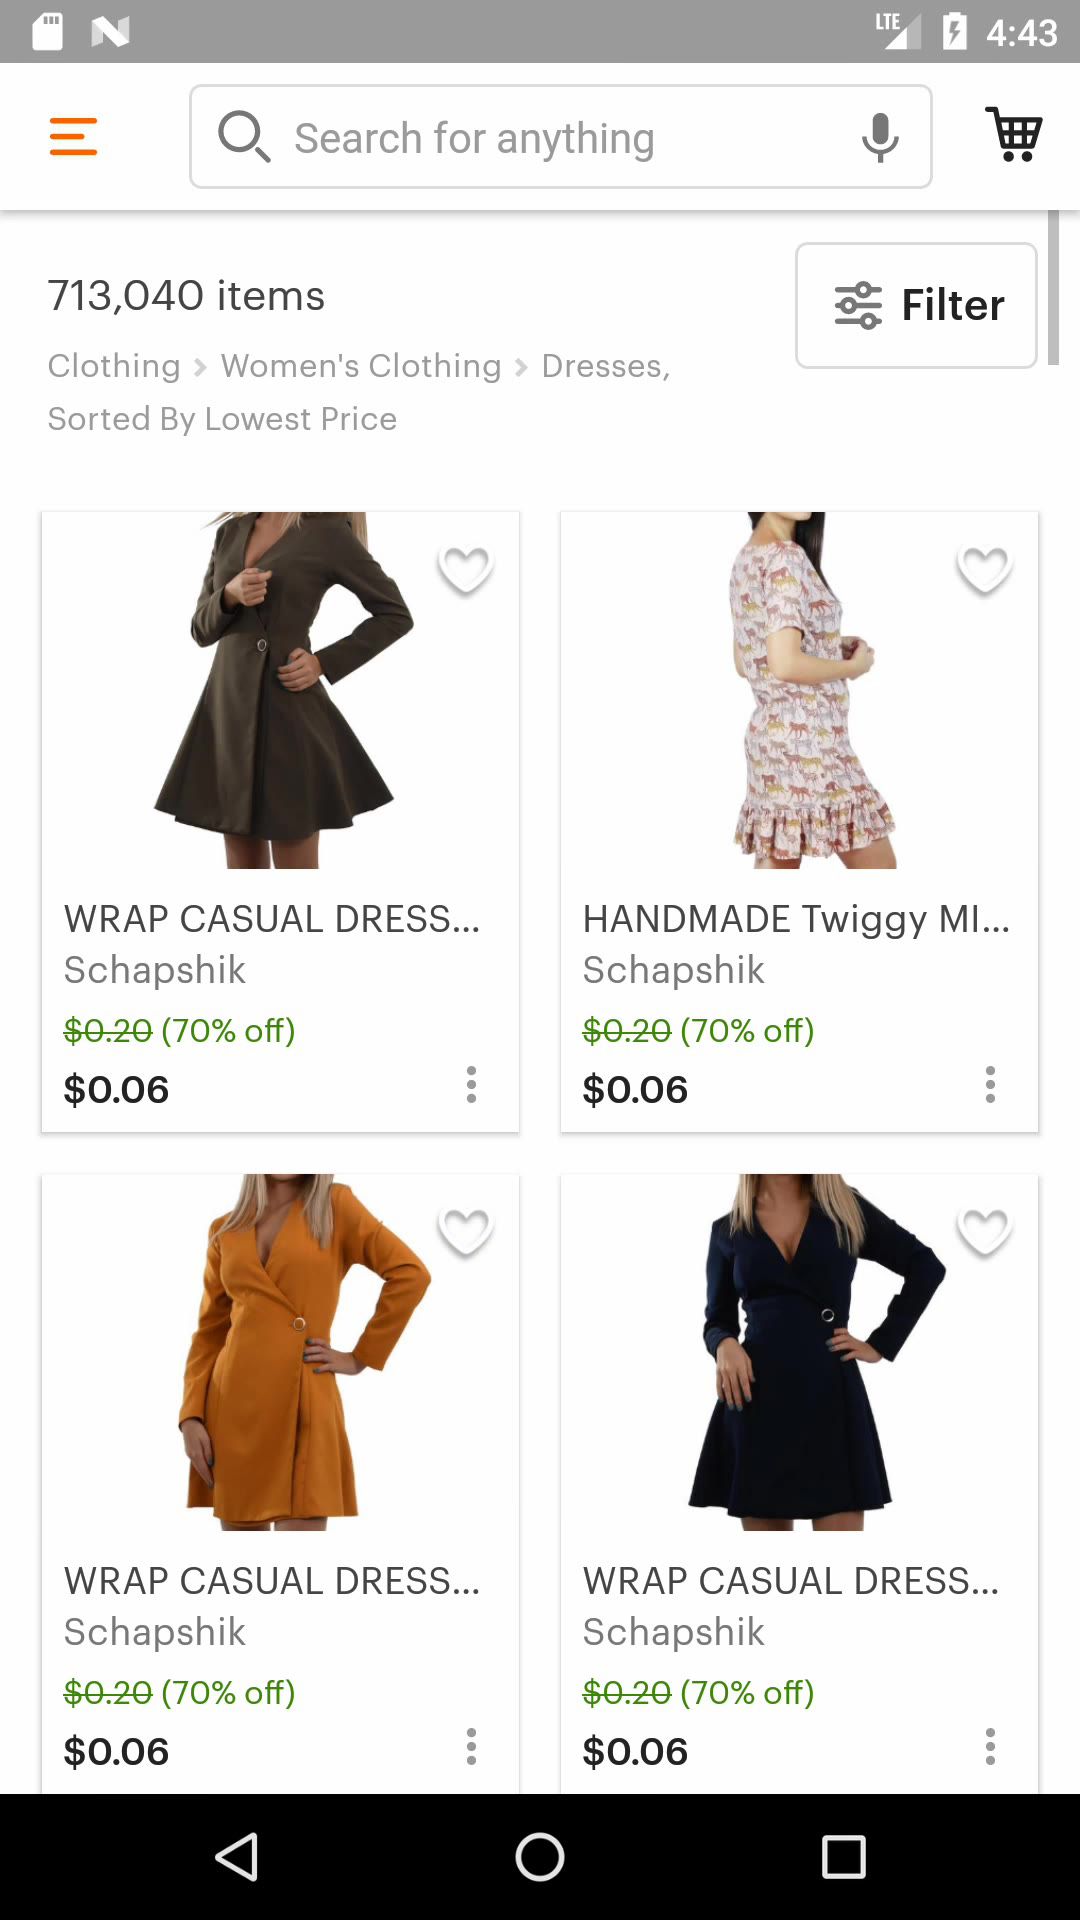 LTE 4:43
Search for anything
713,040 items
Filter
Clothing > Women's Clothing > Dresses,
Sorted By Lowest Price
WRAP CASUAL DRESS...
Schapshik
$0.20 (70% off)
$0.06
HANDMADE Twiggy MI...
Schapshik
$0.20 (70% off)
$0.06
WRAP CASUAL DRESS...
Schapshik
$0.20 (70% off)
$0.06
WRAP CASUAL DRESS...
Schapshik
$0.20 (70% off)
$0.06